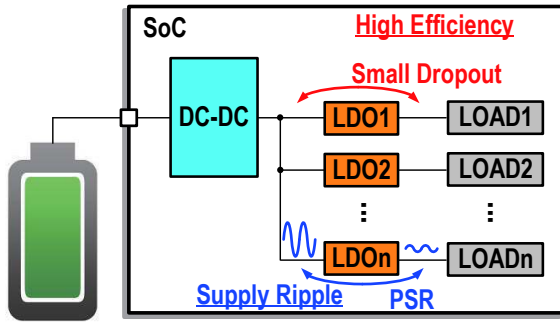 SoC
High Efficiency
Small Dropout
DC-DC
LDO1
LOAD1
LDO2
LOAD2
LDOn
LOADn
Supply Ripple
PSR